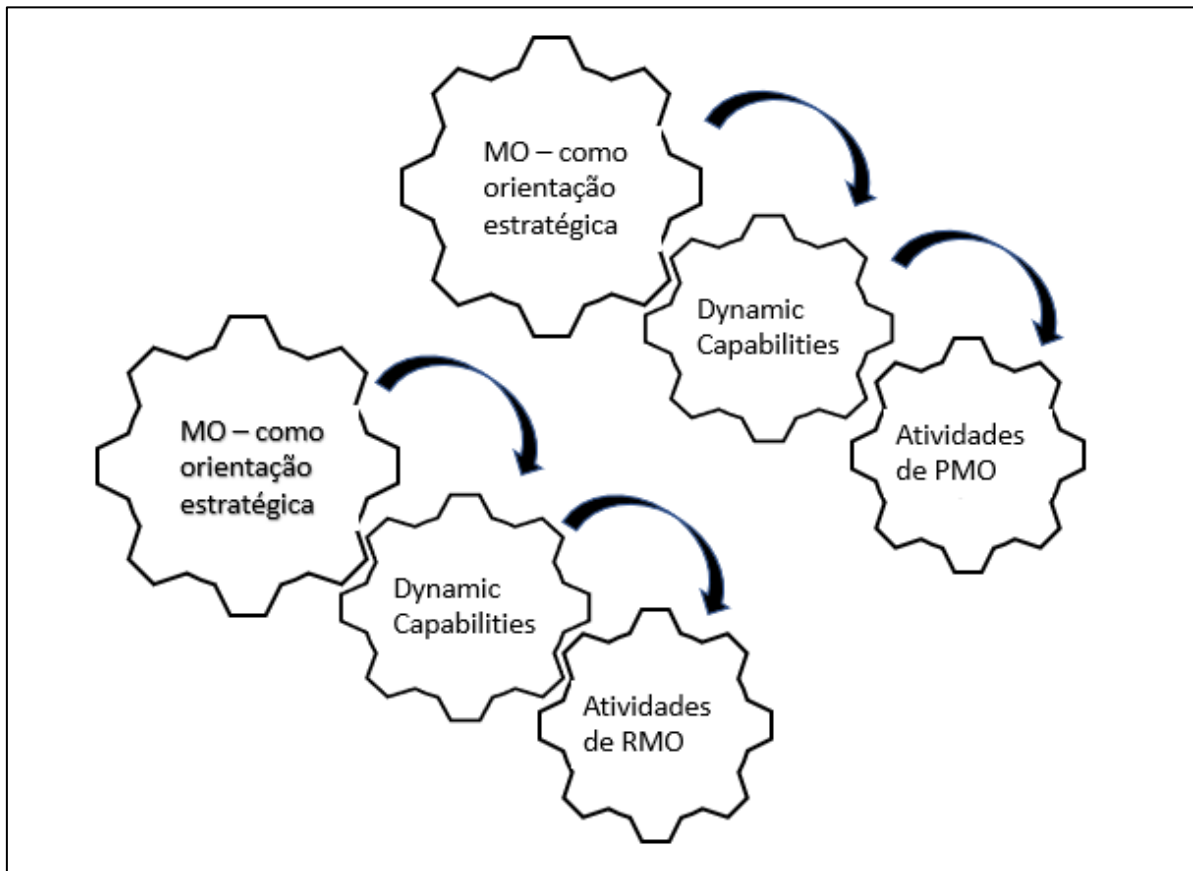 MO – como
orientação
estratégica
Dynamic
Capabilities
Atividades
de PMO
MO – como
orientação
estratégica
Dynamic
Capabilities
Atividades
de RMO